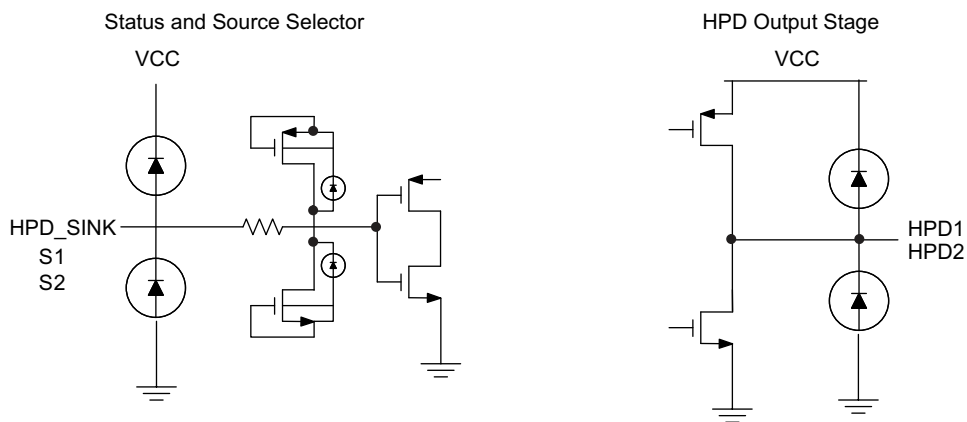 Status and Source Selector
VCC
HPD_SINK
S1
S2
HPD Output Stage
VCC
HPD1
HPD2